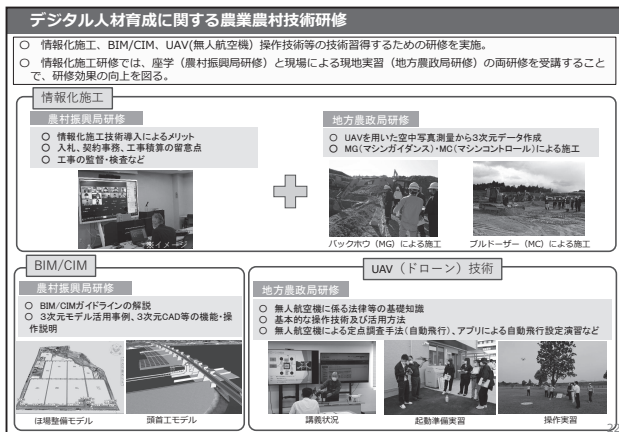 デジタル人材育成に関する農業農村技術研修
○ 情報化施工、BIM/CIM、UAV(無人航空機)操作技術等の技術習得するための研修を実施。
○ 情報化施工研修では、座学（農村振興局研修）と現場による現地実習（地方農政局研修）の両研修を受講すること
で、研修効果の向上を図る。
情報化施工
農村振興局研修
○ 情報化施工技術導入によるメリット
○ 入札、契約事務、工事積算の留意点
○ 工事の監督・検査など
※イメージ
地方農政局研修
○ UAVを用いた空中写真測量から3次元データ作成
○ MG(マシンガイダンス)・MC(マシンコントロール)による施工
バックホウ（MG）による施工
ブルドーザー（MC）による施工
BIM/CIM
農村振興局研修
○ BIM/CIMガイドラインの解説
○ 3次元モデル活用事例、3次元CAD等の機能・操
作説明
ほ場整備モデル
頭首工モデル
UAV（ドローン）技術
地方農政局研修
○ 無人航空機に係る法律等の基礎知識
○ 基本的な操作技術及び活用方法
○ 無人航空機による定点調査手法(自動飛行)、アプリによる自動飛行設定演習など
講義状況
起動準備実習
操作実習
22